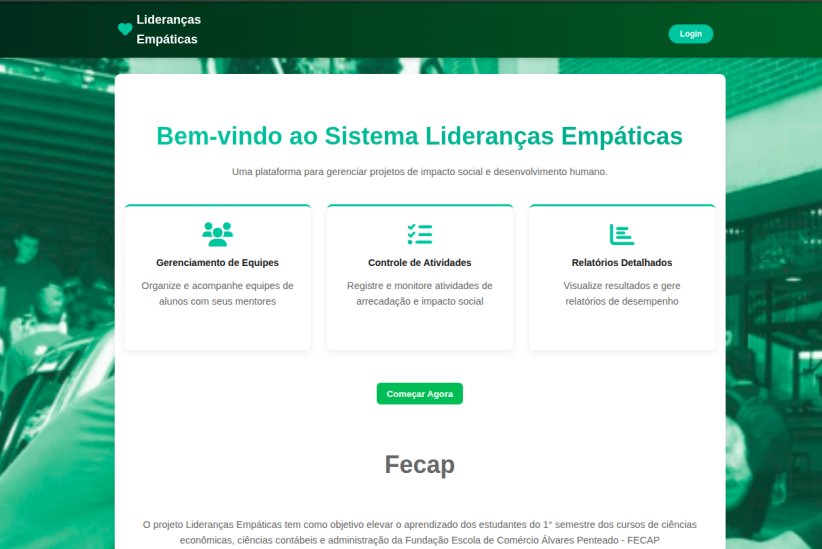 Lideranças
Empáticas
Login
Bem-vindo ao Sistema Lideranças Empáticas
Uma plataforma para gerenciar projetos de impacto social e desenvolvimento humano.
Gerenciamento de Equipes
Organize e acompanhe equipes de
alunos com seus mentores
Controle de Atividades
Registre e monitore atividades de
arrecadação e impacto social
Relatórios Detalhados
Visualize resultados e gere
relatórios de desempenho
Começar Agora
Fecap
O projeto Lideranças Empáticas tem como objetivo elevar o aprendizado dos estudantes do 1° semestre dos cursos de ciências
econômicas, ciências contábeis e administração da Fundação Escola de Comércio Álvares Penteado - FECAP